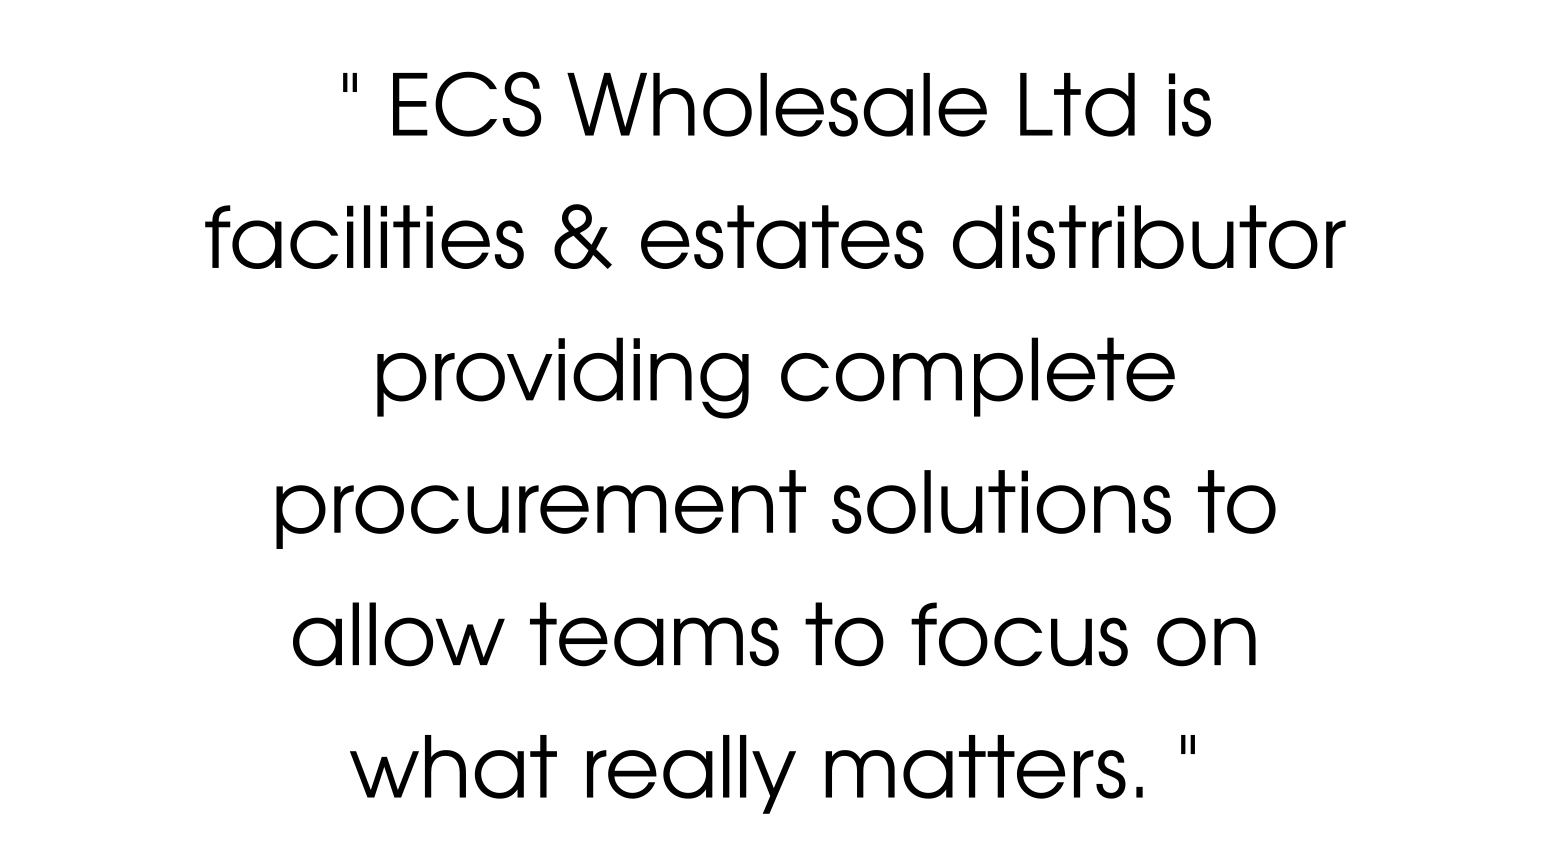 " ECS Wholesale Ltd is
facilities & estates distributor
providing complete
procurement solutions to
allow teams to focus on
what really matters. "